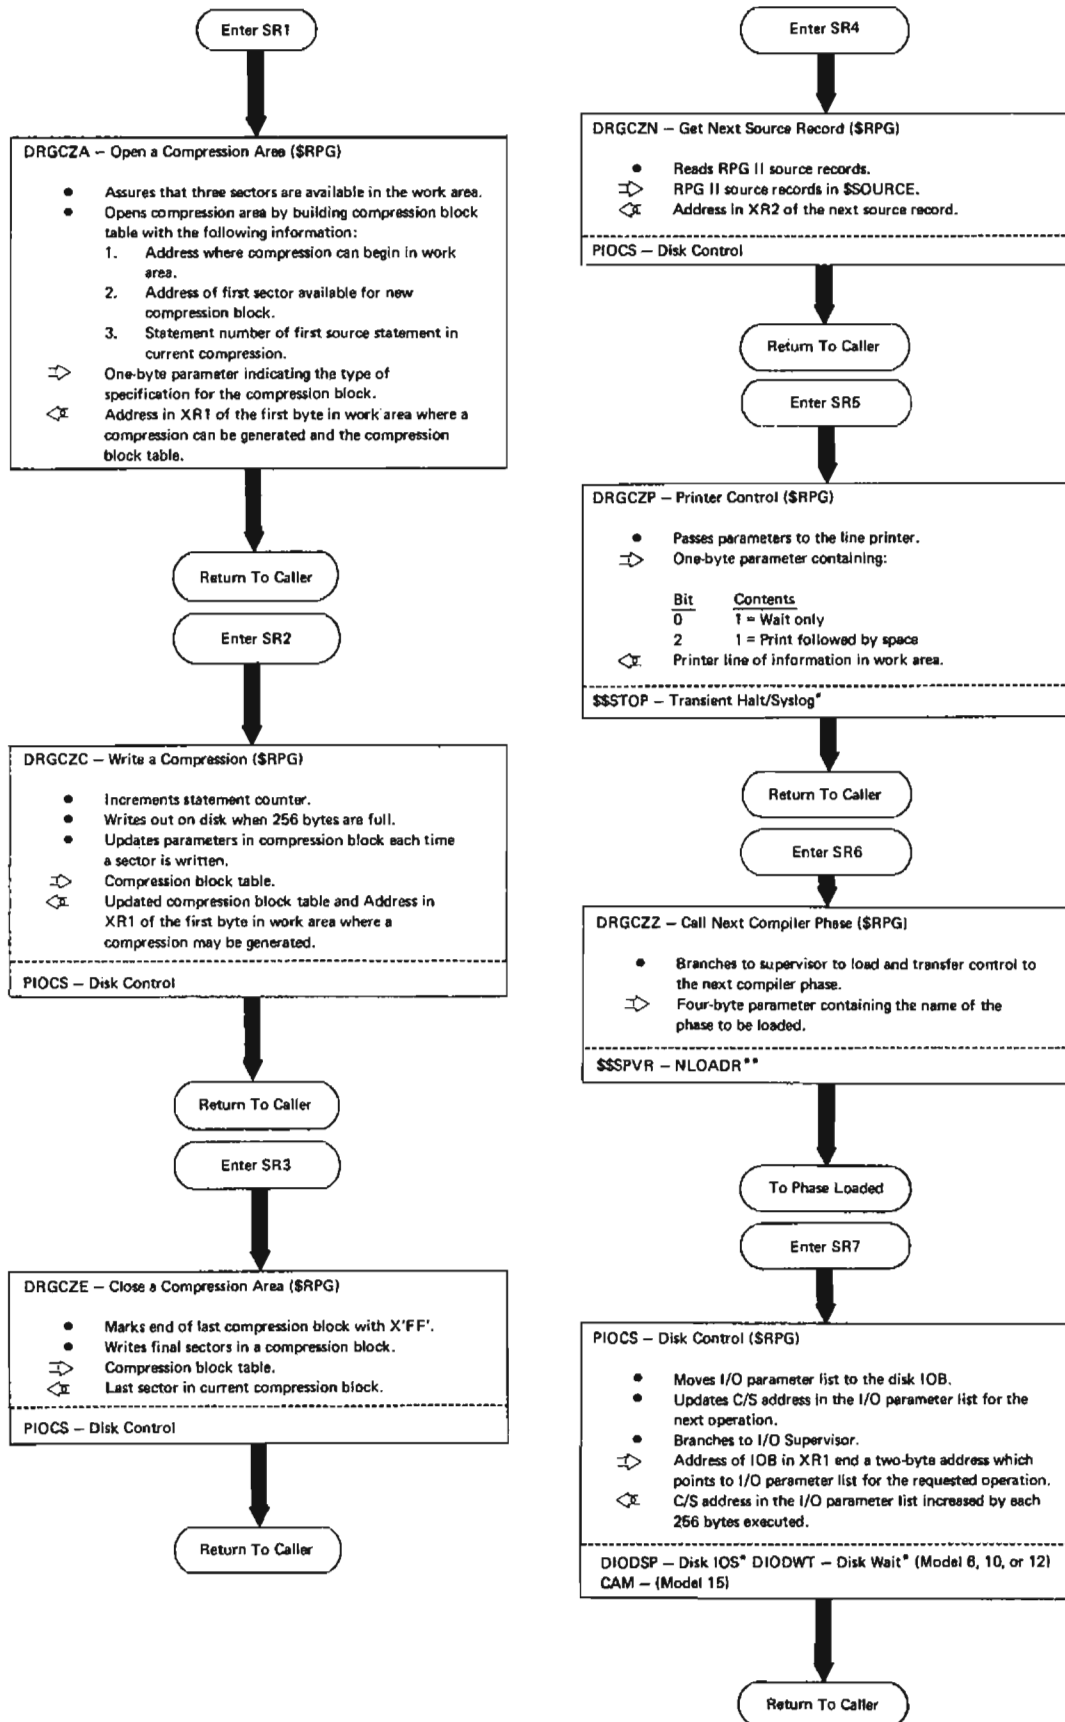 Enter SR1
DRGCZA – Open a Compression Area ($RPG)
● Assures that three sectors are available in the work area.
● Opens compression area by building compression block
table with the following information:
1. Address where compression can begin in work
area.
2. Address of first sector available for new
compression block.
3. Statement number of first source statement in
current compression.
One-byte parameter indicating the type of
specification for the compression block.
Address in XR1 of the first byte in work area where a
compression can be generated and the compression
block table.
Return To Caller
Enter SR2
DRGCZC – Write a Compression ($RPG)
● Increments statement counter.
● Writes out on disk when 256 bytes are full.
● Updates parameters in compression block each time
a sector is written.
Compression block table.
Updated compression block table and Address in
XR1 of the first byte in work area where a
compression may be generated.
PIOCS – Disk Control
Return To Caller
Enter SR3
DRGCZE – Close a Compression Area ($RPG)
● Marks end of last compression block with X'FF'.
● Writes final sectors in a compression block.
Compression block table.
Last sector in current compression block.
PIOCS – Disk Control
Return To Caller
Enter SR4
DRGCZN – Get Next Source Record ($RPG)
● Reads RPG II source records.
RPG II source records in $SOURCE.
Address in XR2 of the next source record.
PIOCS – Disk Control
Return To Caller
Enter SR5
DRGCZP – Printer Control ($RPG)
● Passes parameters to the line printer.
One-byte parameter containing:
Bit Contents
0 1 = Wait only
2 1 = Print followed by space
Printer line of information in work area.
$$STOP – Transient Halt/Syslog*
Return To Caller
Enter SR6
DRGCZZ – Call Next Compiler Phase ($RPG)
● Branches to supervisor to load and transfer control to
the next compiler phase.
Four-byte parameter containing the name of the
phase to be loaded.
$$SPVR – NLOADR**
To Phase Loaded
Enter SR7
PIOCS – Disk Control ($RPG)
● Moves I/O parameter list to the disk IOB.
● Updates C/S address in the I/O parameter list for the
next operation.
● Branches to I/O Supervisor.
Address of IOB in XR1 end a two-byte address which
points to I/O parameter list for the requested operation.
C/S address in the I/O parameter list increased by each
256 bytes executed.
DIODSP – Disk IOS* DIODWT – Disk Wait* (Model 6, 10, or 12)
CAM – (Model 15)
Return To Caller